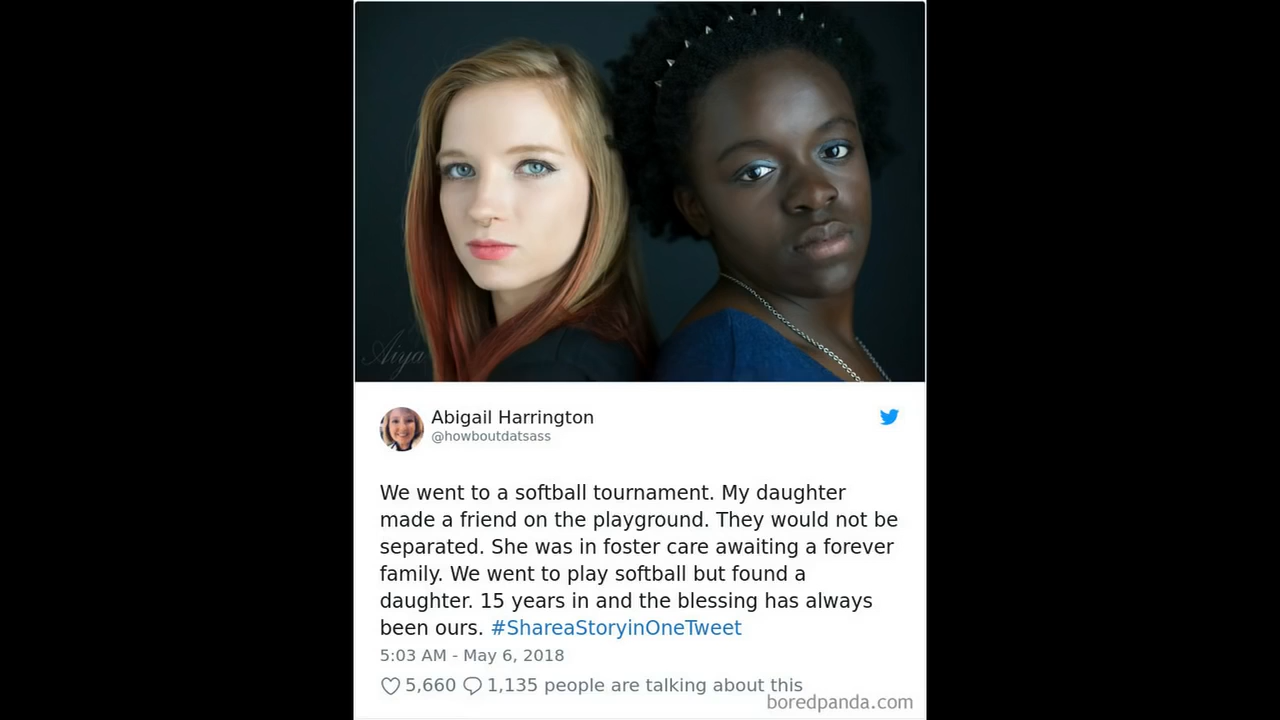 Aiya
Abigail Harrington
@howboutdatsass
We went to a softball tournament. My daughter
made a friend on the playground. They would not be
separated. She was in foster care awaiting a forever
family. We went to play softball but found a
daughter. 15 years in and the blessing has always
been ours. #ShareaStoryinOneTweet
5:03 AM - May 6, 2018
5,660 1,135 people are talking about this
boredpanda.com